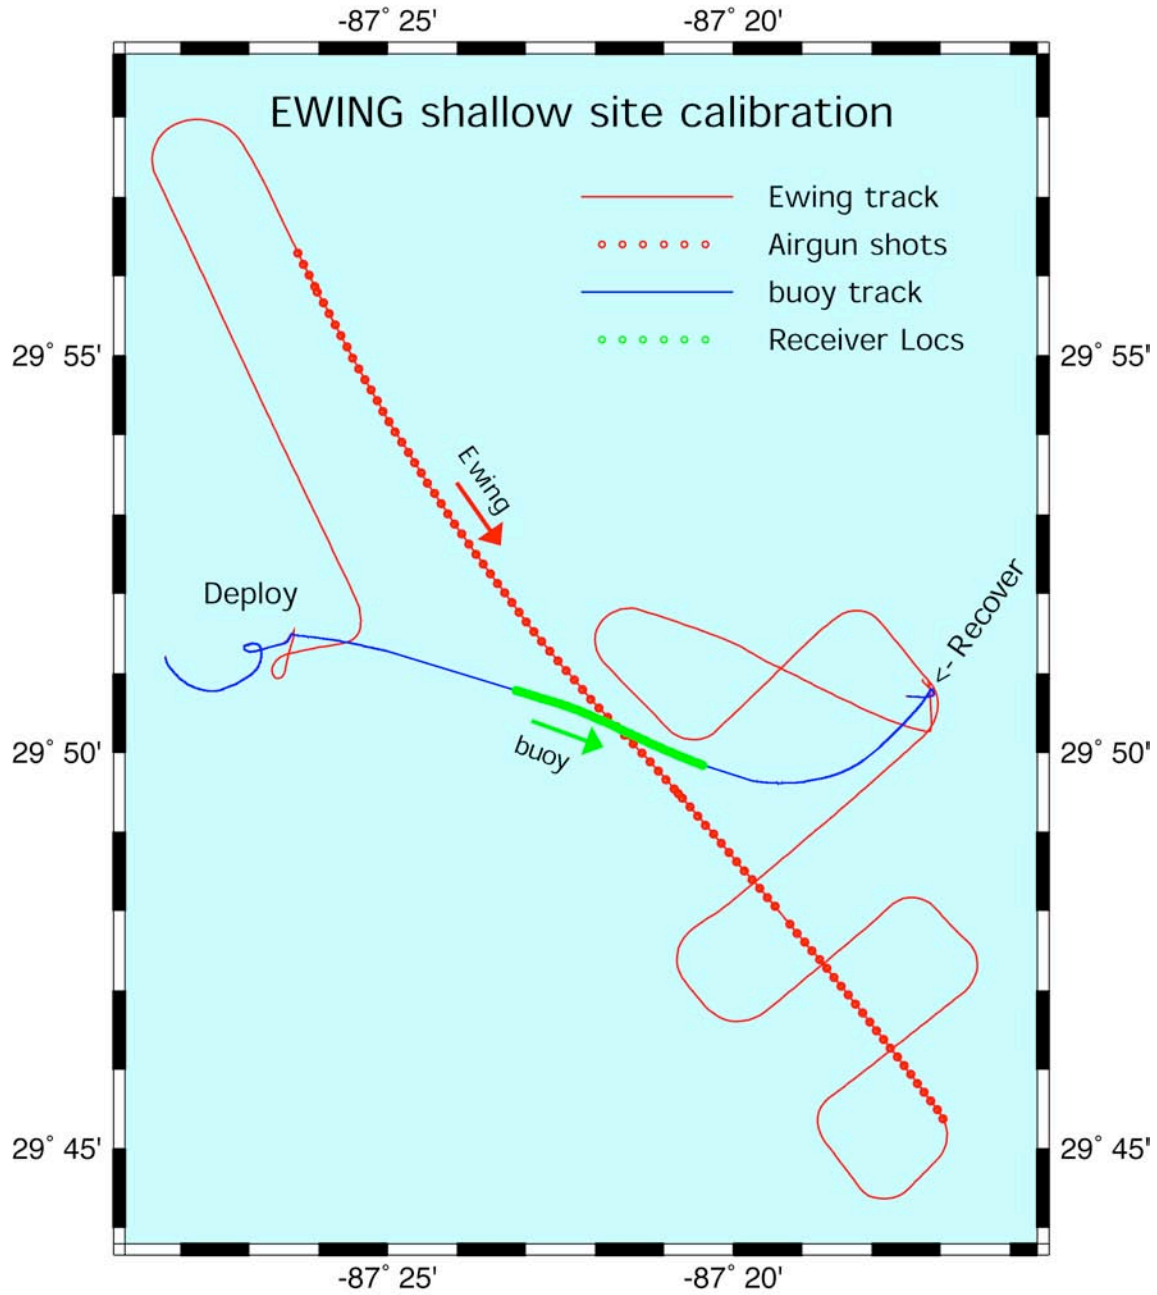 -87° 25' -87° 20'
EWING shallow site calibration
Ewing track
Airgun shots
buoy track
Receiver Locs
29° 55' 29° 55'
Ewing
Deploy
<- Recover
buoy
29° 50' 29° 50'
29° 45' 29° 45'
-87° 25' -87° 20'